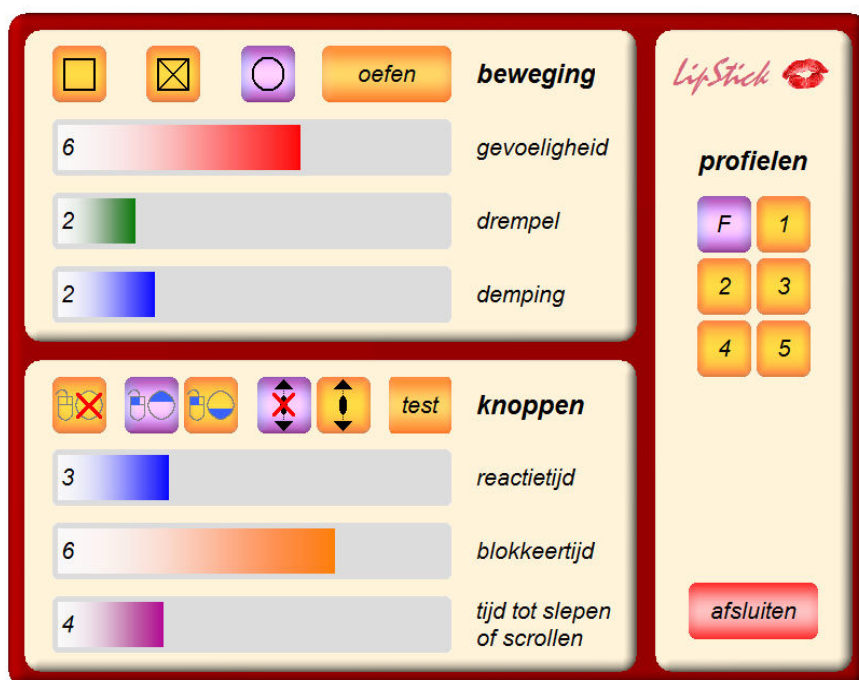 oefen beweging
6 gevoeligheid
2 drempel
2 demping
test knoppen
3 reactietijd
6 blokkeertijd
4 tijd tot slepen
of scrollen
LipStick
profielen
F 1
2 3
4 5
afsluiten